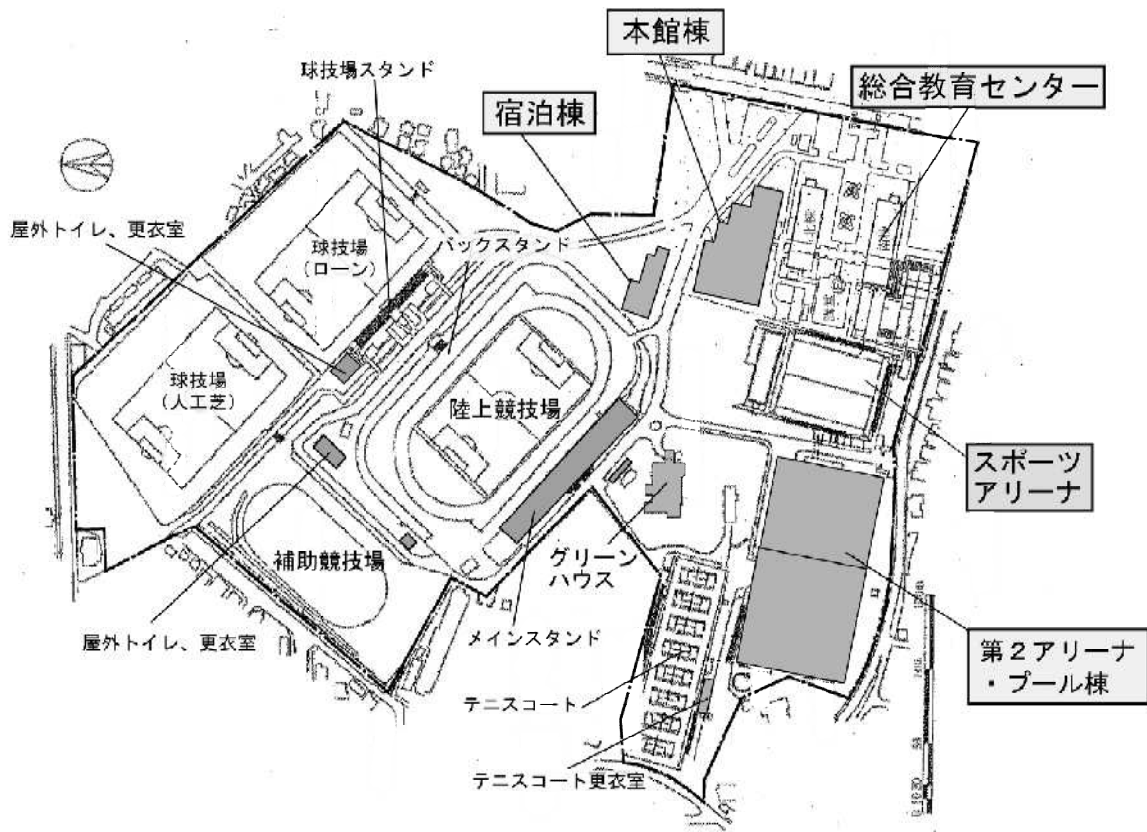 本館棟
球技場スタンド
総合教育センター
宿泊棟
屋外トイレ、更衣室
球技場
(ローン)
バックスタンド
球技場
(人工芝)
陸上競技場
スポーツ
アリーナ
グリーン
ハウス
補助競技場
屋外トイレ、更衣室
メインスタンド
第2アリーナ
・プール棟
テニスコート
テニスコート更衣室